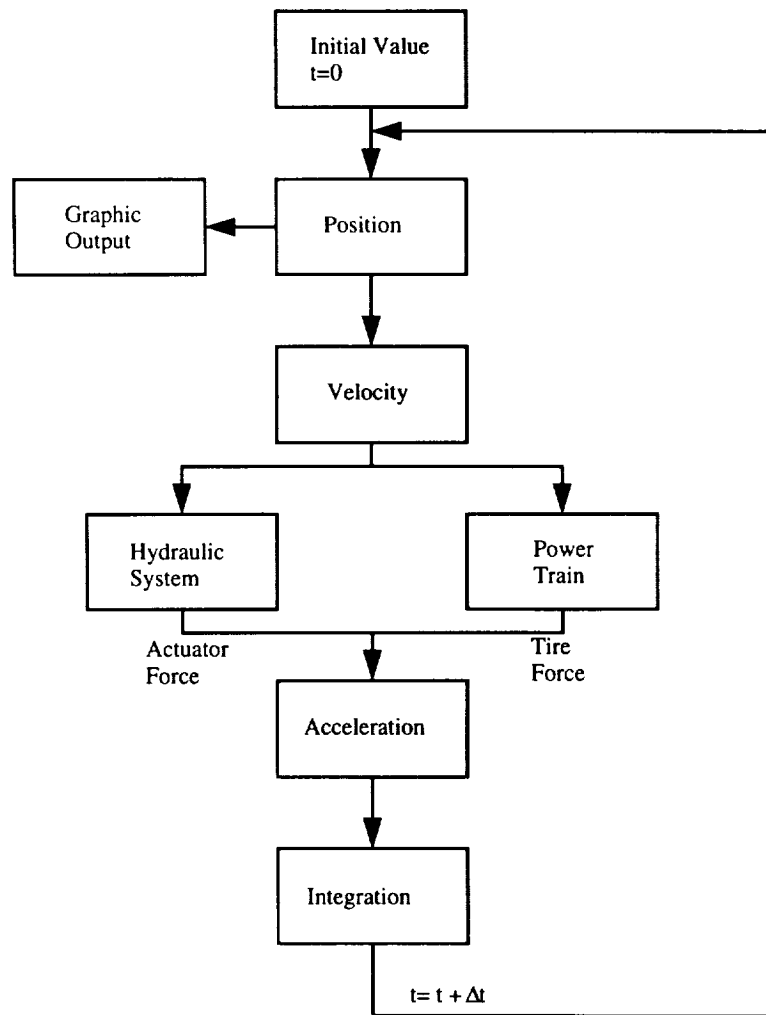 Initial Value
t=0
Graphic
Output
Position
Velocity
Hydraulic
System
Power
Train
Actuator
Force
Tire
Force
Acceleration
Integration
t= t + Δt